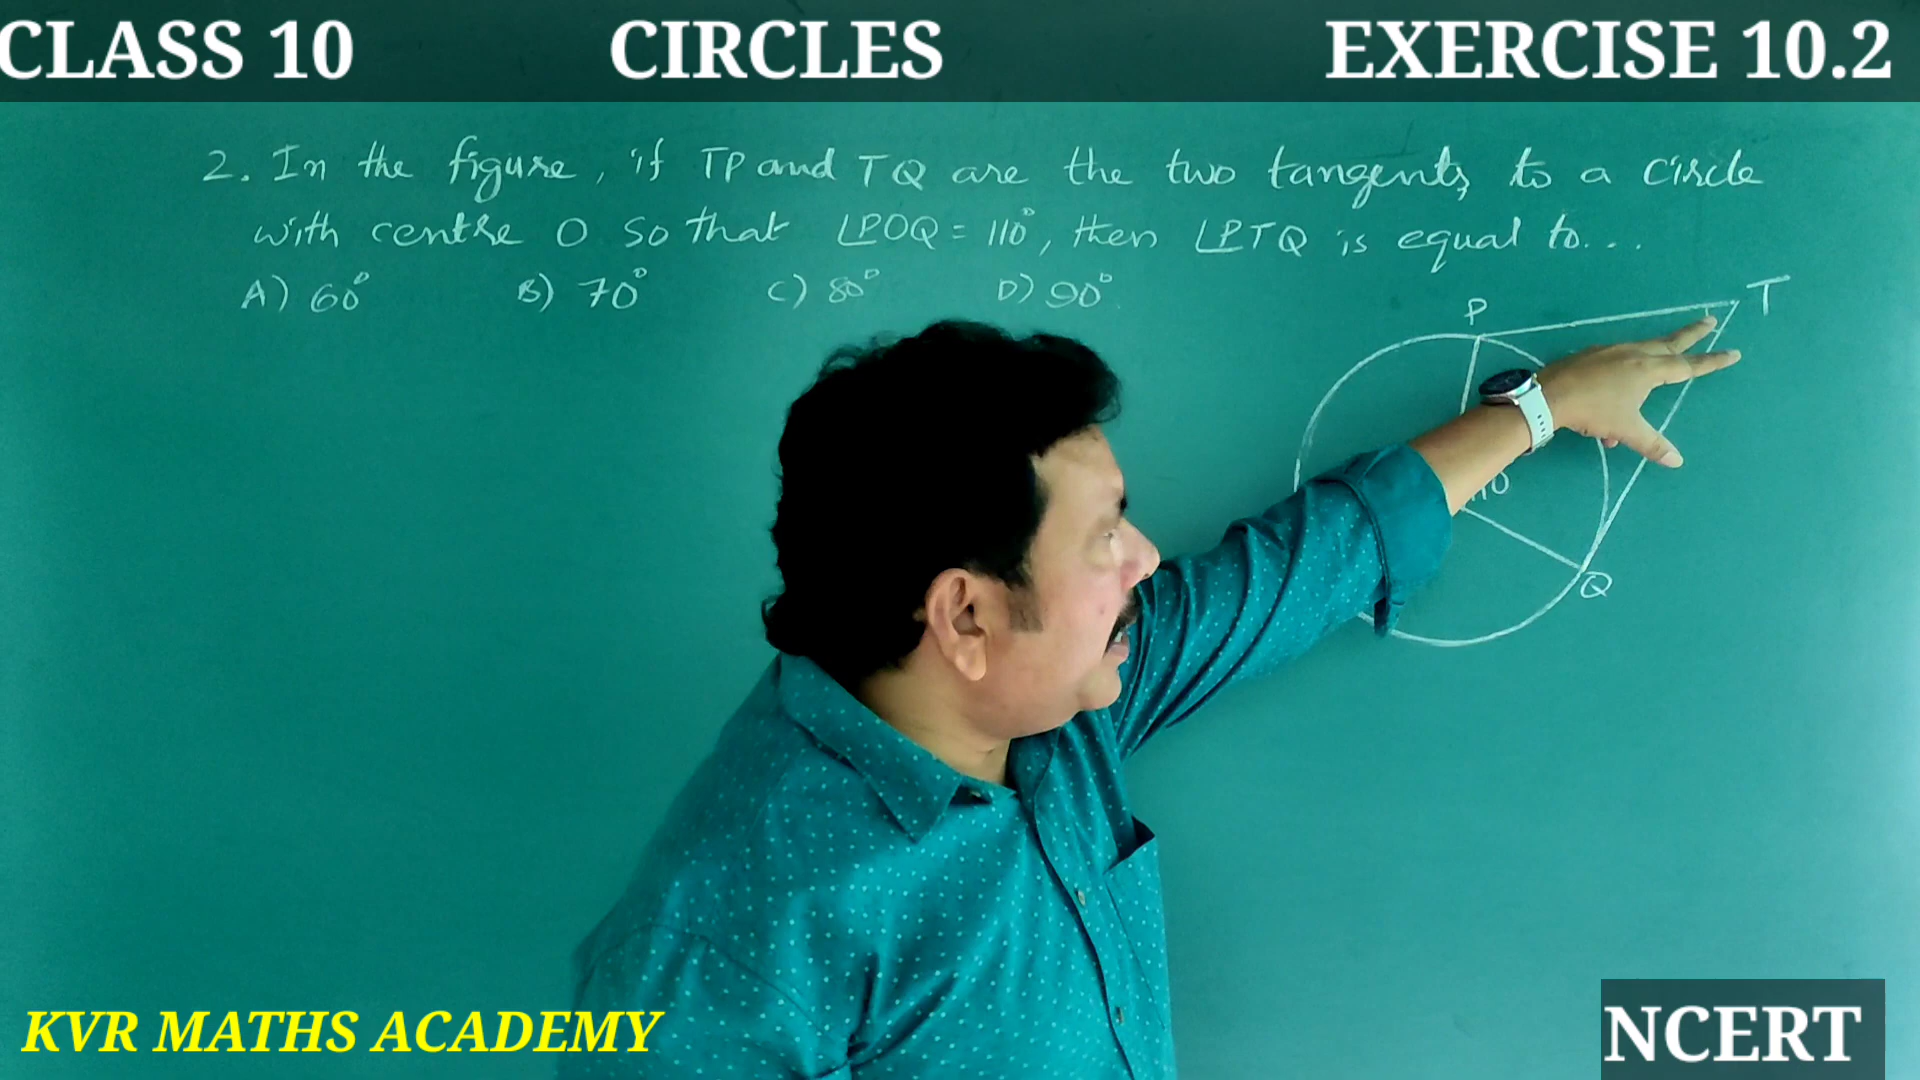 CLASS 10 CIRCLES EXERCISE 10.2
2. In the figure, if TP and TQ are the two tangents to a circle
with centre O so that ∠POQ = 110°, then ∠PTQ is equal to...
A) 60° B) 70° C) 80° D) 90°
P T
110
Q
KVR MATHS ACADEMY
NCERT